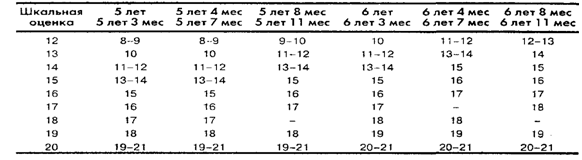 Шкальная 5 лет 5 лет 4 мес 5 лет 8 мес 6 лет 6 лет 4 мес 6 лет 8 мес
оценка 5 лет 3 мес 5 лет 7 мес 5 лет 11 мес 6 лет 3 мес 6 лет 7 мес 6 лет 11 мес
12 8–9 8–9 9–10 10 11–12 12–13
13 10 10 11–12 11–12 13–14 14
14 11–12 11–12 13–14 13–14 15 15
15 13–14 13–14 15 15 16 16
16 15 15 16 16 17 17
17 16 16 17 17 – 18
18 17 17 – 18 18 –
19 18 18 18 19 19 19
20 19–21 19–21 19–21 20–21 20–21 20–21